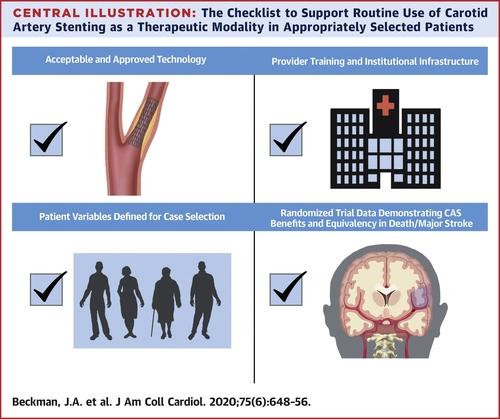 CENTRAL ILLUSTRATION: The Checklist to Support Routine Use of Carotid
Artery Stenting as a Therapeutic Modality in Appropriately Selected Patients
Acceptable and Approved Technology
Provider Training and Institutional Infrastructure
Patient Variables Defined for Case Selection
Randomized Trial Data Demonstrating CAS
Benefits and Equivalency in Death/Major Stroke
Beckman, J.A. et al. J Am Coll Cardiol. 2020;75(6):648–56.